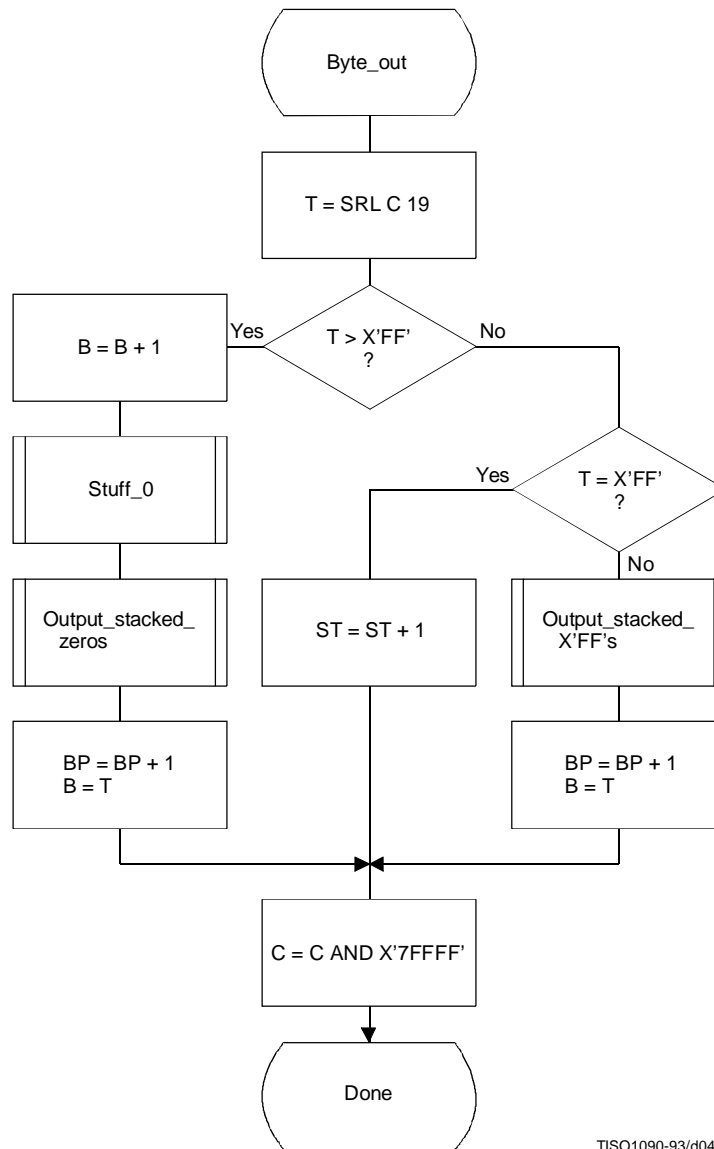 Byte_out
T = SRL C 19
T > X'FF'
?
Yes
No
B = B + 1
Stuff_0
T = X'FF'
?
Yes
No
Output_stacked_
zeros
ST = ST + 1
Output_stacked_
X'FF's
BP = BP + 1
B = T
BP = BP + 1
B = T
C = C AND X'7FFFF'
Done
TISO1090-93/d04